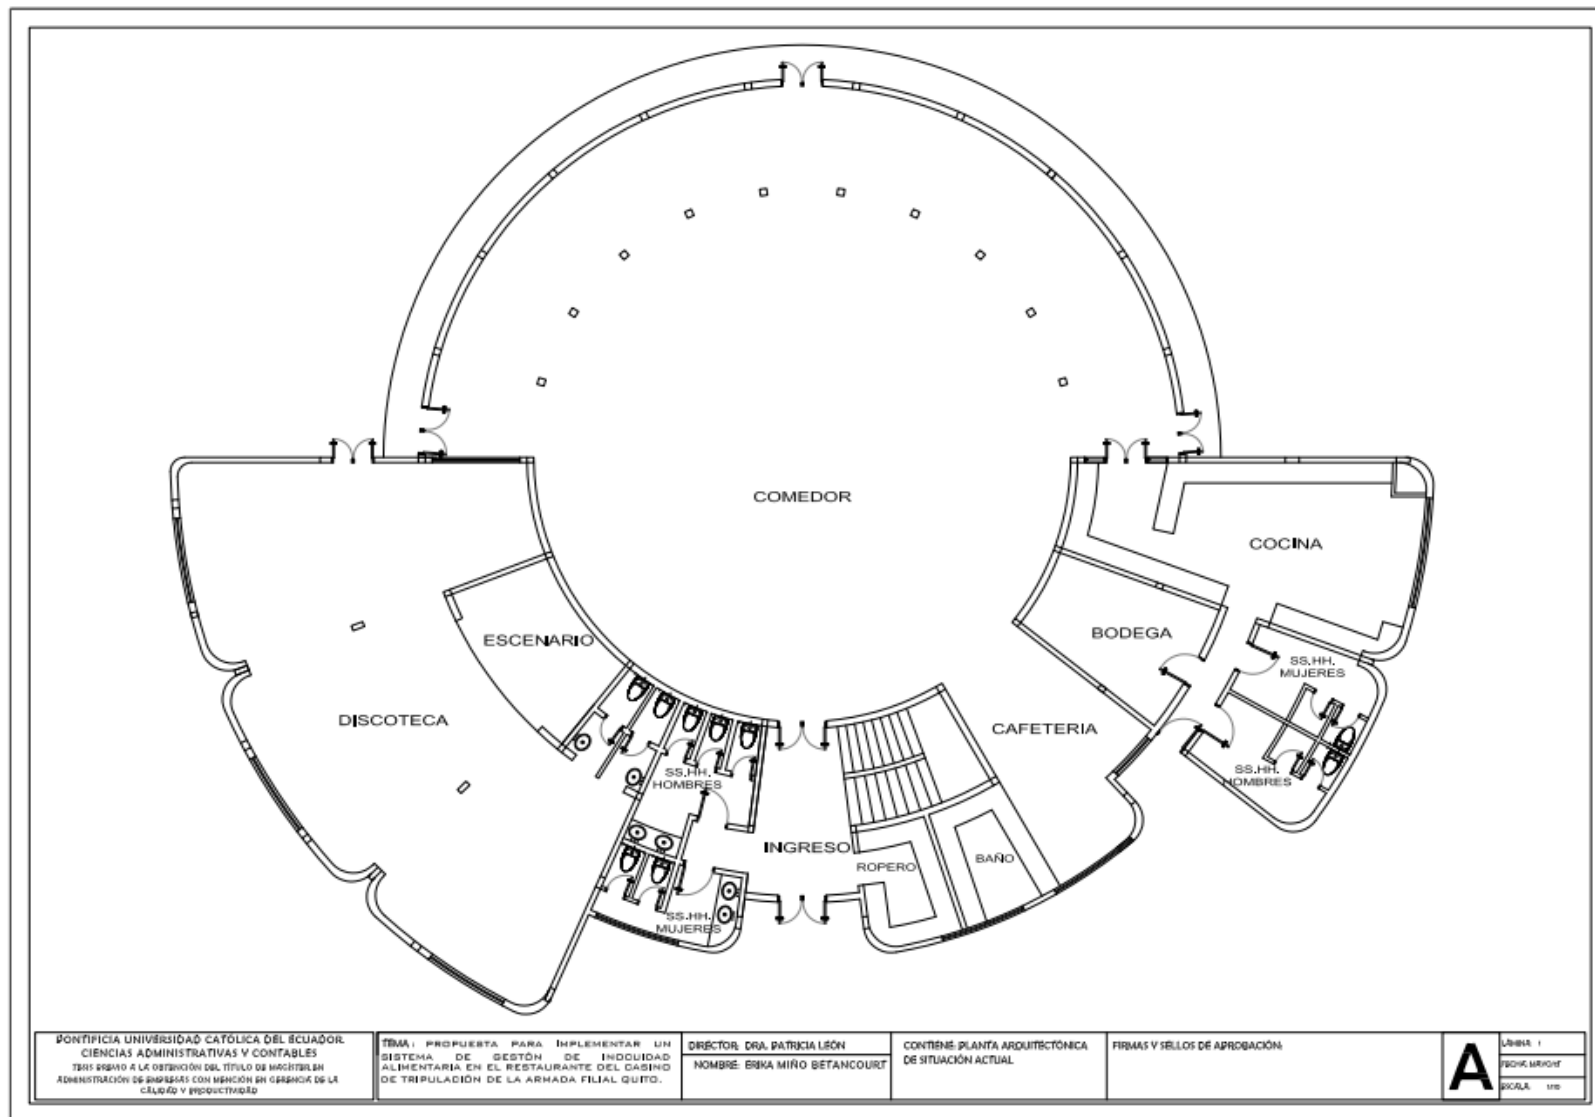 COMEDOR
COCINA
BODEGA
ESCENARIO
SS.HH.
MUJERES
DISCOTECA
CAFETERIA
SS.HH.
HOMBRES
SS.HH.
HOMBRES
INGRESO
ROPERO
BAÑO
SS.HH.
MUJERES
PONTIFICIA UNIVERSIDAD CATÓLICA DEL ECUADOR
CIENCIAS ADMINISTRATIVAS Y CONTABLES
TESIS PREVIO A LA OBTENCIÓN DEL TÍTULO DE MAGÍSTER EN
ADMINISTRACIÓN DE EMPRESAS CON MENCIÓN EN GERENCIA DE LA
CALIDAD Y PRODUCTIVIDAD
TEMA: PROPUESTA PARA IMPLEMENTAR UN
SISTEMA DE GESTÓN DE INOCUIDAD
ALIMENTARIA EN EL RESTAURANTE DEL CASINO
DE TRIPULACIÓN DE LA ARMADA FILIAL QUITO.
DIRECTOR: DRA. PATRICIA LEÓN
NOMBRE: ERIKA MIÑO BETANCOURT
CONTIENE: PLANTA ARQUITECTÓNICA
DE SITUACIÓN ACTUAL
FIRMAS Y SELLOS DE APROBACIÓN:
A
LÁMINA: 1
FECHA:
ESCALA: